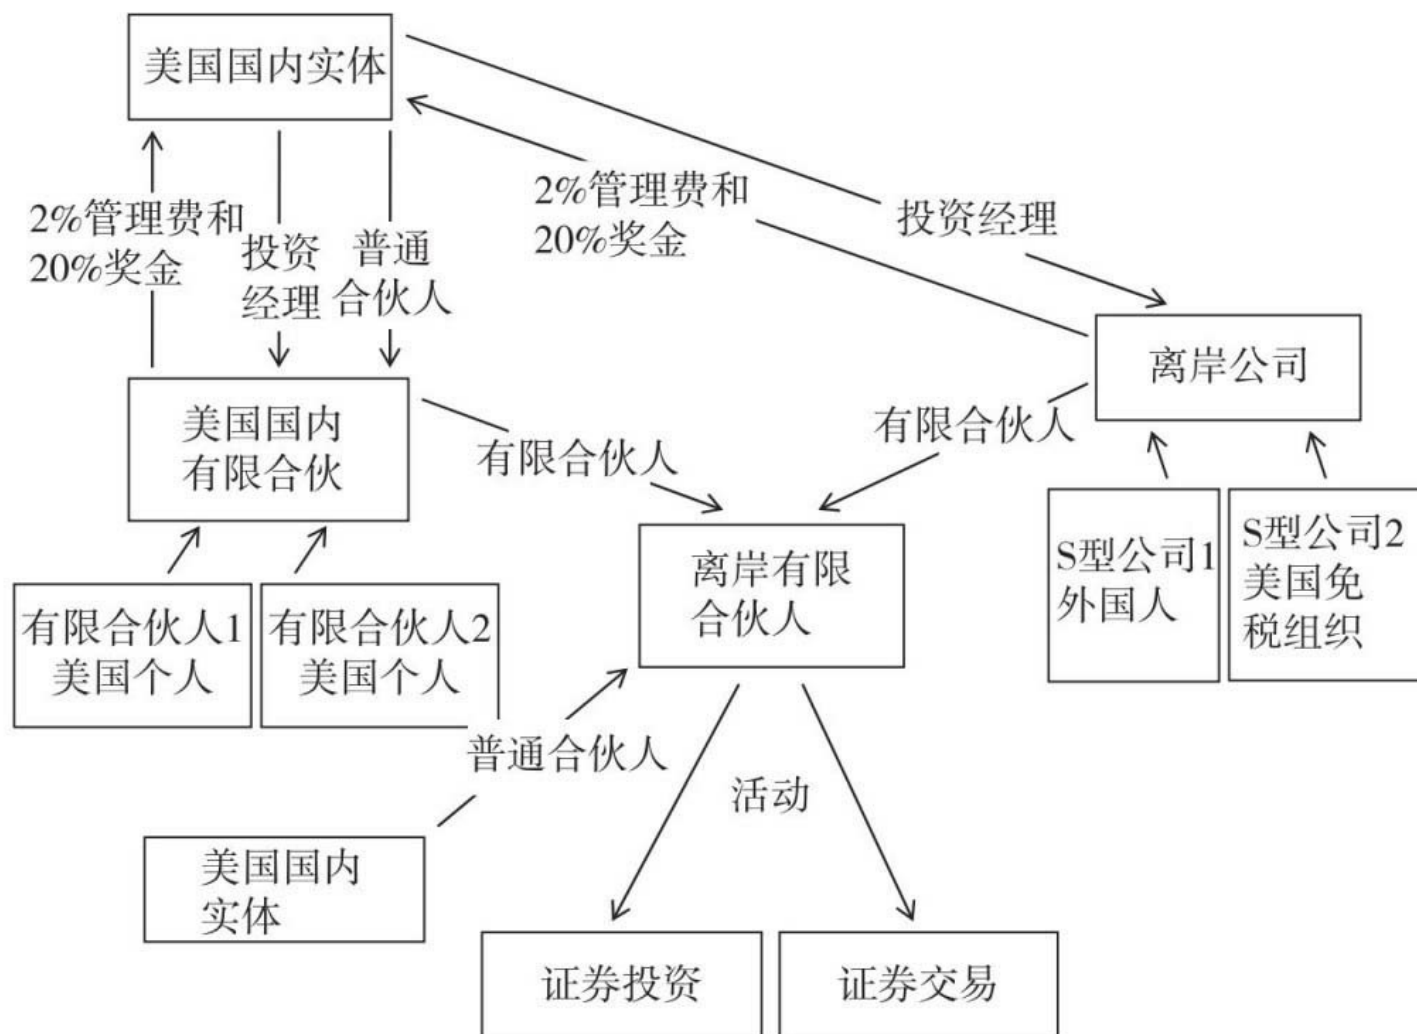 美国国内实体
2%管理费和
20%奖金
投资
经理
普通
合伙人
2%管理费和
20%奖金
投资经理
离岸公司
美国国内
有限合伙
有限合伙人
有限合伙人
有限合伙人1
美国个人
有限合伙人2
美国个人
离岸有限
合伙人
S型公司1
外国人
S型公司2
美国免
税组织
普通合伙人
活动
美国国内
实体
证券投资
证券交易